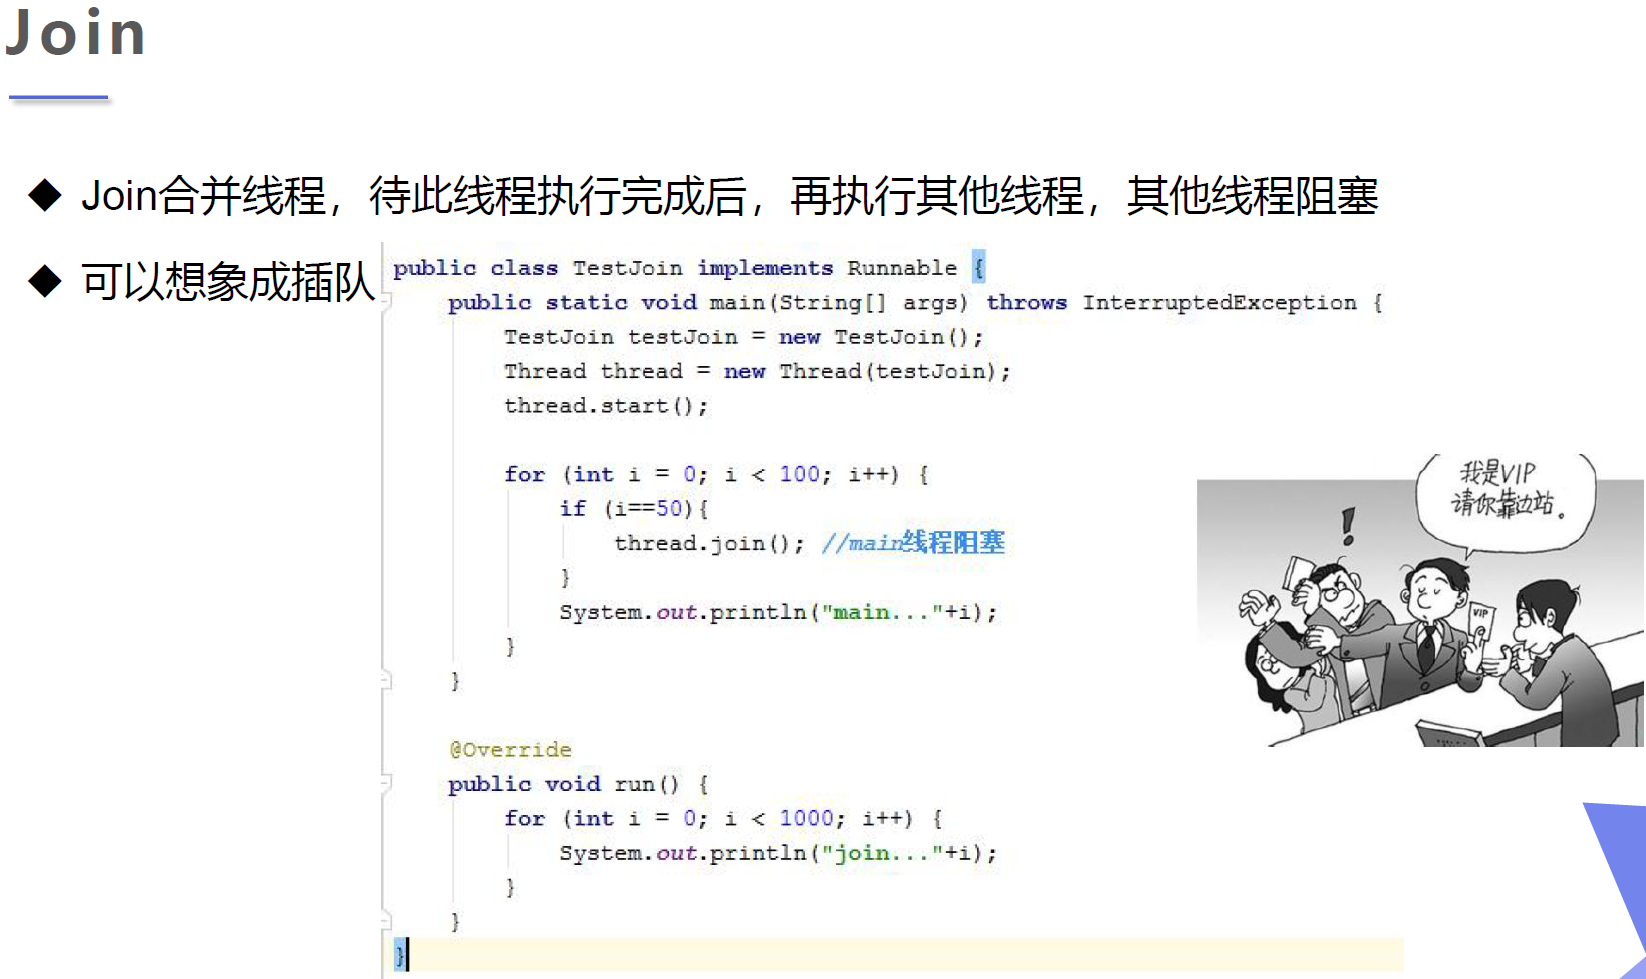 Join
◆ Join合并线程，待此线程执行完成后，再执行其他线程，其他线程阻塞
◆ 可以想象成插队
public class TestJoin implements Runnable {
public static void main(String[] args) throws InterruptedException {
TestJoin testJoin = new TestJoin();
Thread thread = new Thread(testJoin);
thread.start();
for (int i = 0; i < 100; i++) {
if (i==50){
thread.join(); //main线程阻塞
}
System.out.println("main..."+i);
}
}
@Override
public void run() {
for (int i = 0; i < 1000; i++) {
System.out.println("join..."+i);
}
}
}
我是VIP
请你靠边站。
!
VIP